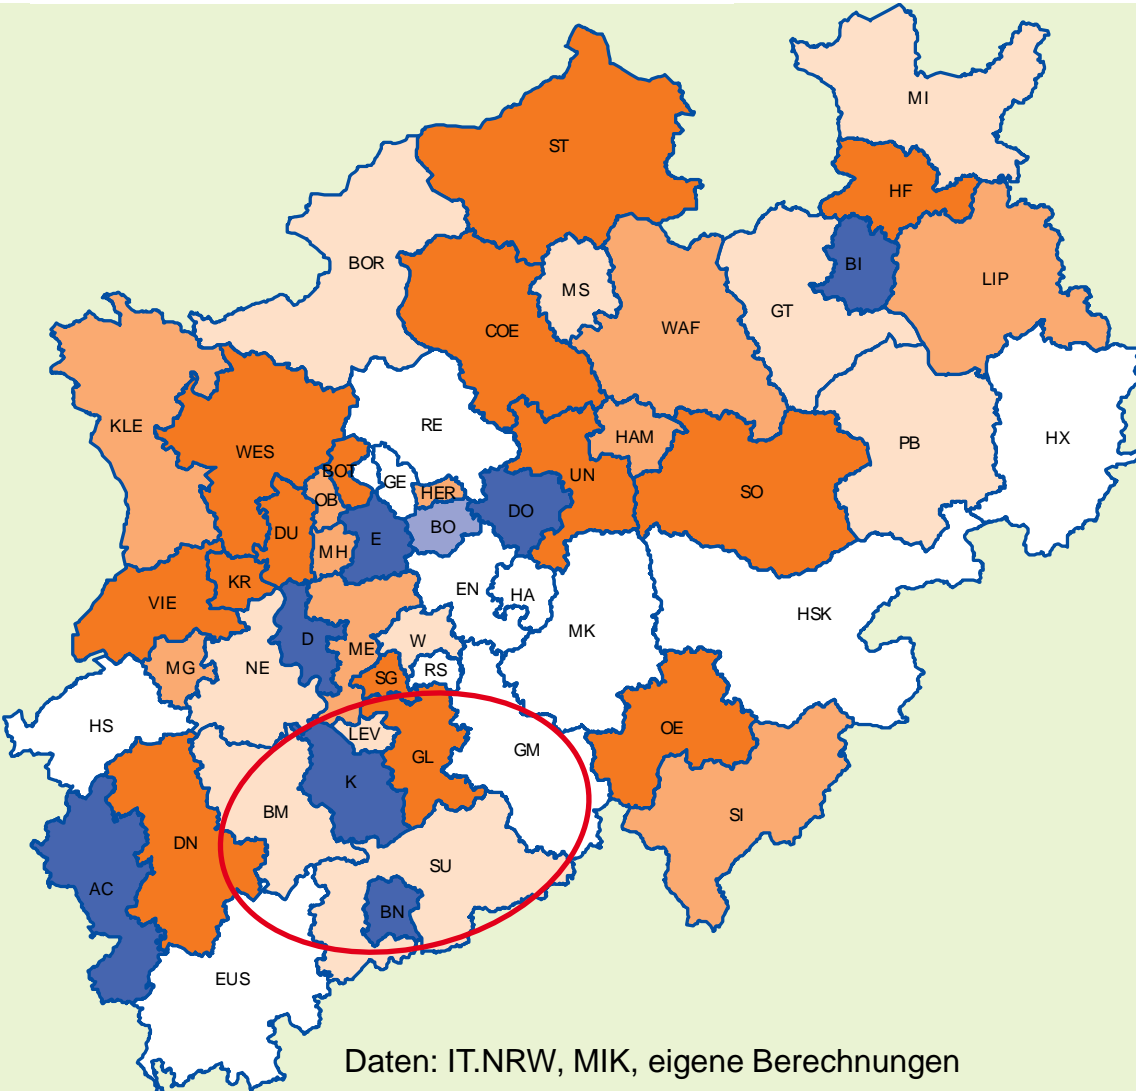 MI
ST
HF
BOR
BI
LIP
MS
GT
COE
WAF
KLE
RE
HAM
PB
HX
WES
BOT
GE
UN
OB
HER
SO
DU
BO
DO
E
MH
KR
EN
HA
VIE
HSK
MK
D
ME
W
MG
NE
SG
RS
HS
OE
LEV
GM
GL
K
BM
SI
DN
SU
AC
BN
EUS
Daten: IT.NRW, MIK, eigene Berechnungen